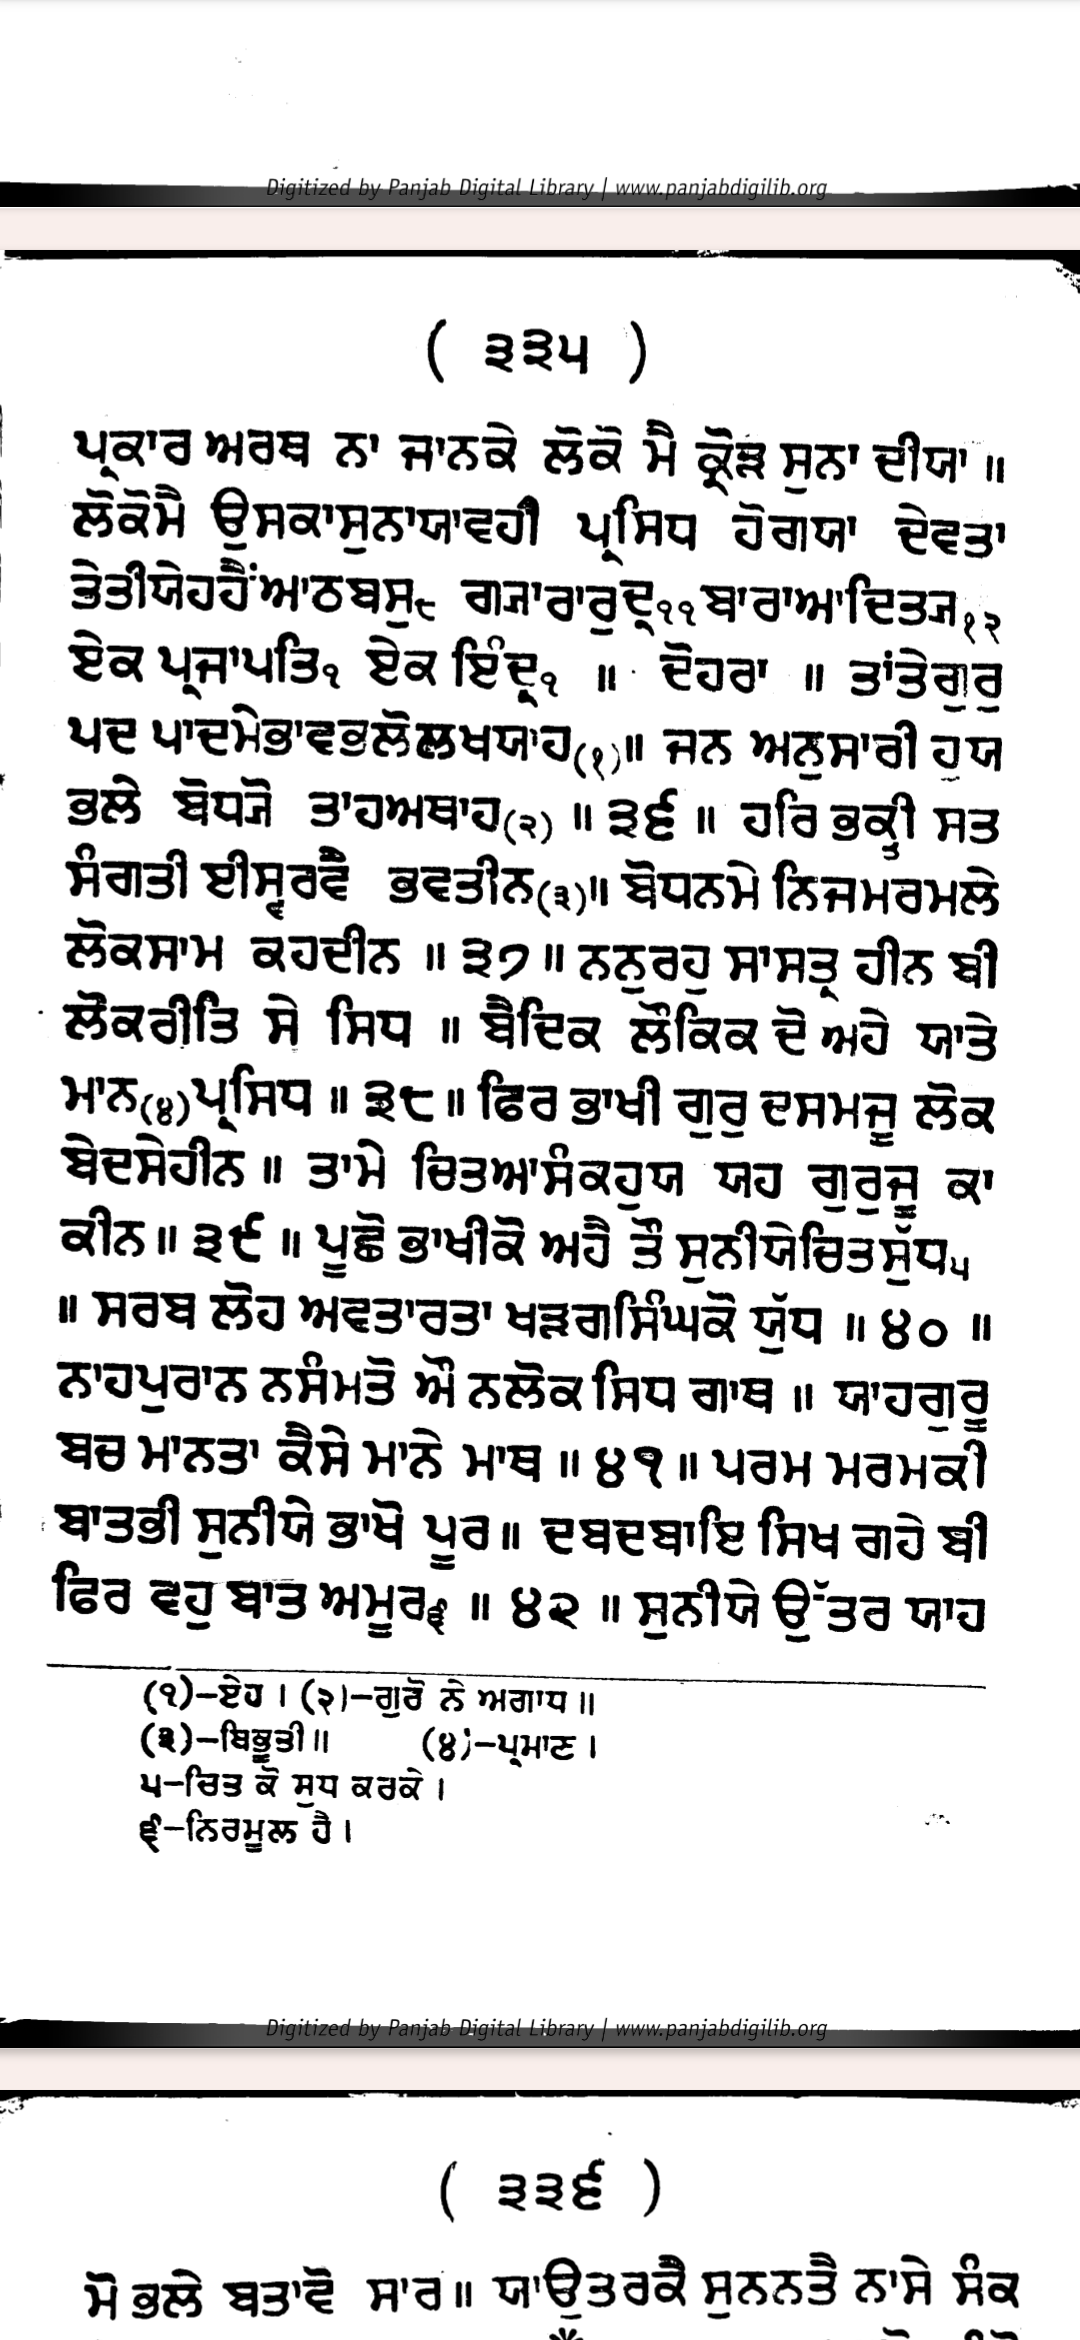 Digitized by Panjab Digital Library | www.panjabdigilib.org
( ੩੩੫ )
ਪ੍ਰਕਾਰ ਅਰਥ ਨਾ ਜਾਨਕੇ ਲੋਕੋ ਮੈ ਕ੍ਰੋੜ ਸੁਨਾ ਦੀਯਾ ॥
ਲੋਕੋਮੈ ਉਸਕਾਸੁਨਾਯਾਵਹੀ ਪ੍ਰਸਿਧ ਹੋਗਯਾ ਦੇਵਤਾ
ਤੇਤੀਯੇਹਹੈਂਆਠਬਸੁ੮ ਗਯਾਰਾਰੁਦ੍ਰ੧੧ਬਾਰਾਆਦਿਤਯ੧੨
ਏਕ ਪ੍ਰਜਾਪਤਿ੧ ਏਕ ਇੰਦ੍ਰ੧ ॥ ਦੋਹਰਾ ॥ ਤਾਂਤੇਗੁਰੁ
ਪਦ ਪਾਦਮੇਭਾਵਭਲੋਲਖਯਾਹ(੧)॥ ਜਨ ਅਨੁਸਾਰੀ ਹੁਯ
ਭਲੇ ਬੋਧਯੋ ਤਾਹਅਥਾਹ(੨) ॥ ੩੬ ॥ ਹਰਿ ਭਕ੍ਤੀ ਸਤ
ਸੰਗਤੀ ਈਸ੍ਵਰਵੈ ਭਵਤੀਨ(੩)॥ ਬੋਧਨਮੇ ਨਿਜਮਰਮਲੇ
ਲੋਕਸਾਮ ਕਹਦੀਨ ॥ ੩੭ ॥ ਨਨੁਰਹੁ ਸਾਸਤ੍ਰ ਹੀਨ ਬੀ
ਲੋਕਰੀਤਿ ਸੇ ਸਿਧ ॥ ਬੈਦਿਕ ਲੌਕਿਕ ਦੋ ਅਹੇ ਯਾਤੇ
ਮਾਨ(੪)ਪ੍ਰਸਿਧ ॥ ੩੮ ॥ ਫਿਰ ਭਾਖੀ ਗੁਰੁ ਦਸਮਜੂ ਲੋਕ
ਬੇਦਸੇਹੀਨ ॥ ਤਾਮੇ ਚਿਤਆਸੰਕਹੁਯ ਯਹ ਗੁਰੁਜੂ ਕਾ
ਕੀਨ ॥ ੩੯ ॥ ਪੂਛੋ ਭਾਖੀਕੋ ਅਹੈ ਤੌ ਸੁਨੀਯੇਚਿਤਸੁੱਧ੫
॥ ਸਰਬ ਲੋਹ ਅਵਤਾਰਤਾ ਖੜਗਸਿੰਘਕੋ ਯੁੱਧ ॥ ੪੦ ॥
ਨਾਹਪੁਰਾਨ ਨਸੰਮਤੋ ਔ ਨਲੋਕ ਸਿਧ ਗਾਥ ॥ ਯਾਹਗੁਰੂ
ਬਚ ਮਾਨਤਾ ਕੈਸੇ ਮਾਨੇ ਮਾਥ ॥ ੪੧ ॥ ਪਰਮ ਮਰਮਕੀ
ਬਾਤਭੀ ਸੁਨੀਯੇ ਭਾਖੋ ਪੂਰ ॥ ਦਬਦਬਾਇ ਸਿਖ ਗਹੇ ਬੀ
ਫਿਰ ਵਹੁ ਬਾਤ ਅਮੂਰ੬ ॥ ੪੨ ॥ ਸੁਨੀਯੇ ਉੱਤਰ ਯਾਹ
(੧)–ਏਹ । (੨)–ਗੁਰੋ ਨੇ ਅਗਾਧ ॥
(੩)–ਬਿਭੂਤੀ ॥ (੪)–ਪ੍ਰਮਾਣ ।
੫–ਚਿਤ ਕੋ ਸੁਧ ਕਰਕੇ ।
੬–ਨਿਰਮੂਲ ਹੈ ।
Digitized by Panjab Digital Library | www.panjabdigilib.org
( ੩੩੬ )
ਮੋ ਭਲੇ ਬਤਾਵੋ ਸਾਰ ॥ ਯਾਉਤਰਕੈ ਸੁਨਨਤੈ ਨਾਸੇ ਸੰਕ